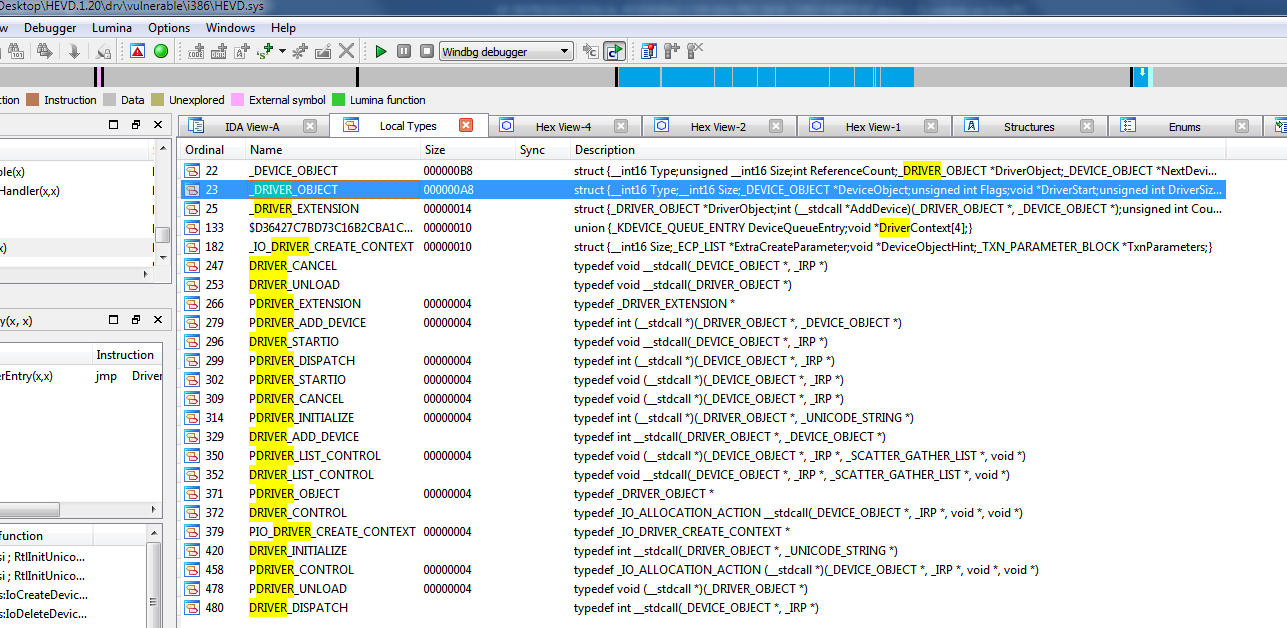 Desktop\HEVD.1.20\drv\vulnerable\i386\HEVD.sys
w Debugger Lumina Options Windows Help
Windbg debugger
ction Instruction Data Unexplored External symbol Lumina function
IDA View-A Local Types Hex View-4 Hex View-2 Hex View-1 Structures Enums
Ordinal Name Size Sync Description
22 _DEVICE_OBJECT 000000B8 struct {__int16 Type;unsigned __int16 Size;int ReferenceCount;_DRIVER_OBJECT *DriverObject;_DEVICE_OBJECT *NextDevi...
23 _DRIVER_OBJECT 000000A8 struct {__int16 Type;__int16 Size;_DEVICE_OBJECT *DeviceObject;unsigned int Flags;void *DriverStart;unsigned int DriverSiz...
25 _DRIVER_EXTENSION 00000014 struct {_DRIVER_OBJECT *DriverObject;int (__stdcall *AddDevice)(_DRIVER_OBJECT *, _DEVICE_OBJECT *);unsigned int Cou...
133 $D36427C7BD73C16B2CBA1C... 00000010 union {_KDEVICE_QUEUE_ENTRY DeviceQueueEntry;void *DriverContext[4];}
182 _IO_DRIVER_CREATE_CONTEXT 00000010 struct {__int16 Size;_ECP_LIST *ExtraCreateParameter;void *DeviceObjectHint;_TXN_PARAMETER_BLOCK *TxnParameters;}
247 DRIVER_CANCEL typedef void __stdcall(_DEVICE_OBJECT *, _IRP *)
253 DRIVER_UNLOAD typedef void __stdcall(_DRIVER_OBJECT *)
266 PDRIVER_EXTENSION 00000004 typedef _DRIVER_EXTENSION *
279 PDRIVER_ADD_DEVICE 00000004 typedef int (__stdcall *)(_DRIVER_OBJECT *, _DEVICE_OBJECT *)
296 DRIVER_STARTIO typedef void __stdcall(_DEVICE_OBJECT *, _IRP *)
299 PDRIVER_DISPATCH 00000004 typedef int (__stdcall *)(_DEVICE_OBJECT *, _IRP *)
302 PDRIVER_STARTIO 00000004 typedef void (__stdcall *)(_DEVICE_OBJECT *, _IRP *)
309 PDRIVER_CANCEL 00000004 typedef void (__stdcall *)(_DEVICE_OBJECT *, _IRP *)
314 PDRIVER_INITIALIZE 00000004 typedef int (__stdcall *)(_DRIVER_OBJECT *, _UNICODE_STRING *)
329 DRIVER_ADD_DEVICE typedef int __stdcall(_DRIVER_OBJECT *, _DEVICE_OBJECT *)
350 PDRIVER_LIST_CONTROL 00000004 typedef void (__stdcall *)(_DEVICE_OBJECT *, _IRP *, _SCATTER_GATHER_LIST *, void *)
352 DRIVER_LIST_CONTROL typedef void __stdcall(_DEVICE_OBJECT *, _IRP *, _SCATTER_GATHER_LIST *, void *)
371 PDRIVER_OBJECT 00000004 typedef _DRIVER_OBJECT *
372 DRIVER_CONTROL typedef _IO_ALLOCATION_ACTION __stdcall(_DEVICE_OBJECT *, _IRP *, void *, void *)
379 PIO_DRIVER_CREATE_CONTEXT 00000004 typedef _IO_DRIVER_CREATE_CONTEXT *
420 DRIVER_INITIALIZE typedef int __stdcall(_DRIVER_OBJECT *, _UNICODE_STRING *)
458 PDRIVER_CONTROL 00000004 typedef _IO_ALLOCATION_ACTION (__stdcall *)(_DEVICE_OBJECT *, _IRP *, void *, void *)
478 PDRIVER_UNLOAD 00000004 typedef void (__stdcall *)(_DRIVER_OBJECT *)
480 DRIVER_DISPATCH typedef int __stdcall(_DEVICE_OBJECT *, _IRP *)
ble(x)
Handler(x,x)
x)
y(x, x)
Instruction
erEntry(x,x) jmp Driver
function
si ; RtlInitUnico...
si ; RtlInitUnico...
s:IoCreateDevic...
s:IoDeleteDevic...